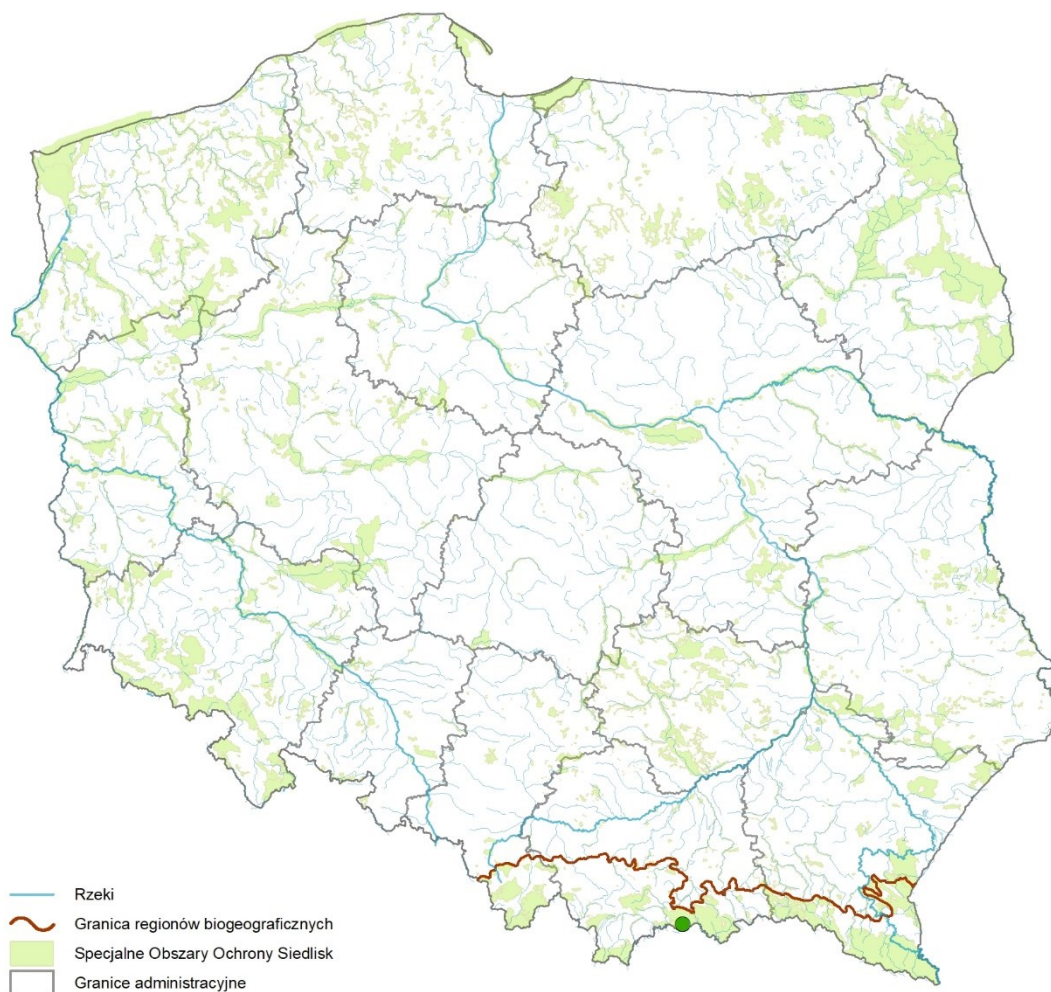 Rzeki
Granica regionów biogeograficznych
Specjalne Obszary Ochrony Siedlisk
Granice administracyjne